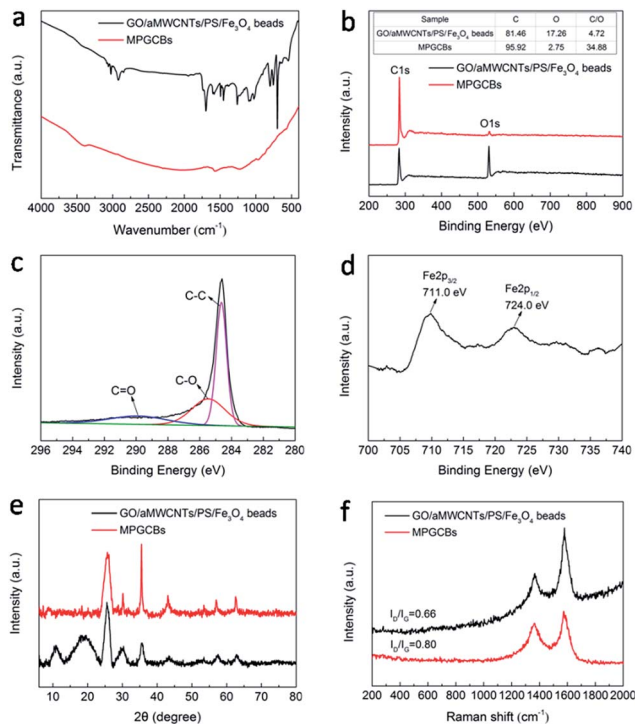 a
GO/aMWCNTs/PS/Fe₃O₄ beads
MPGCBs
Transmittance (a.u.)
4000 3500 3000 2500 2000 1500 1000 500
Wavenumber (cm⁻¹)
b
Sample C O C/O
GO/aMWCNTs/PS/Fe₃O₄ beads 81.46 17.26 4.72
MPGCBs 95.92 2.75 34.88
GO/aMWCNTs/PS/Fe₃O₄ beads
MPGCBs
C1s
O1s
Intensity (a.u.)
200 300 400 500 600 700 800 900
Binding Energy (eV)
c
C-C
C-O
C=O
Intensity (a.u.)
296 294 292 290 288 286 284 282 280
Binding Energy (eV)
d
Fe2p₃/₂
711.0 eV
Fe2p₁/₂
724.0 eV
Intensity (a.u.)
700 705 710 715 720 725 730 735 740
Binding Energy (eV)
e
GO/aMWCNTs/PS/Fe₃O₄ beads
MPGCBs
Intensity (a.u.)
10 20 30 40 50 60 70 80
2θ (degree)
f
GO/aMWCNTs/PS/Fe₃O₄ beads
MPGCBs
I_D/I_G=0.66
I_D/I_G=0.80
Intensity (a.u.)
200 400 600 800 1000 1200 1400 1600 1800 2000
Raman shift (cm⁻¹)